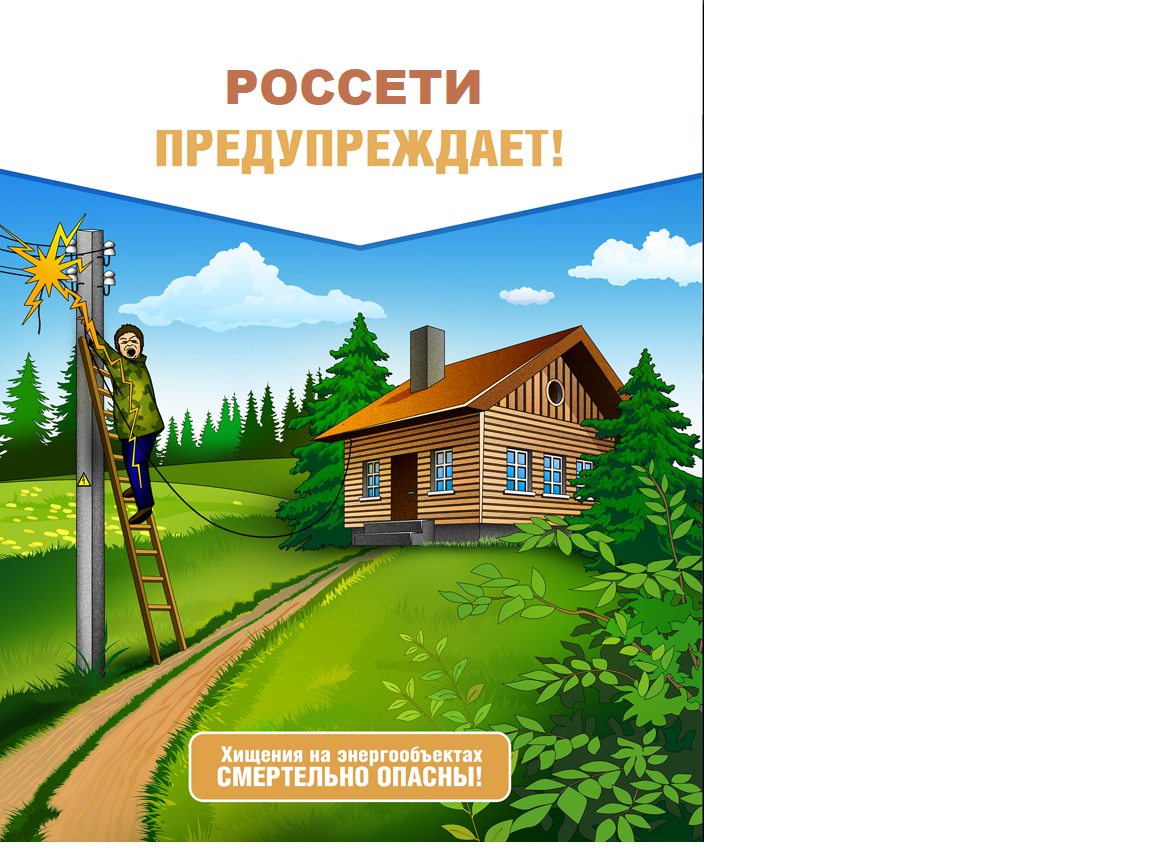 РОССЕТИ
ПРЕДУПРЕЖДАЕТ!
Хищения на энергообъектах
СМЕРТЕЛЬНО ОПАСНЫ!